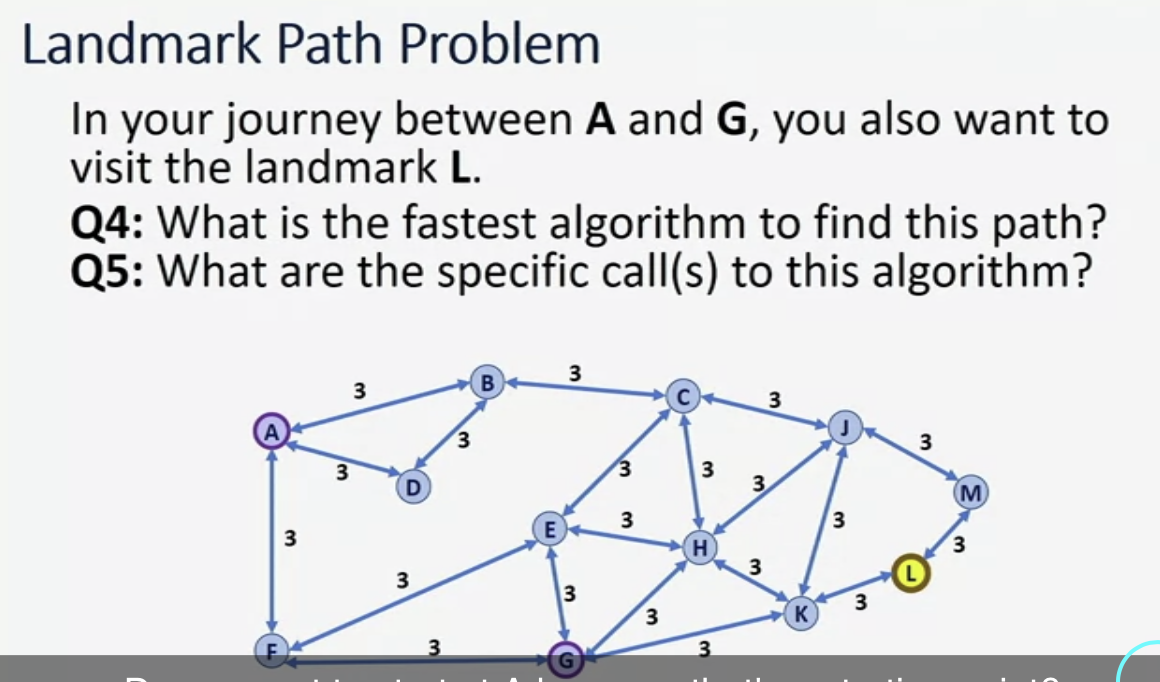 Landmark Path Problem
In your journey between A and G, you also want to
visit the landmark L.
Q4: What is the fastest algorithm to find this path?
Q5: What are the specific call(s) to this algorithm?
3
B
3
C
3
J
3
A
3
3
D
3
3
3
M
3
E
3
H
3
3
3
L
3
3
3
3
K
3
F
3
G
3